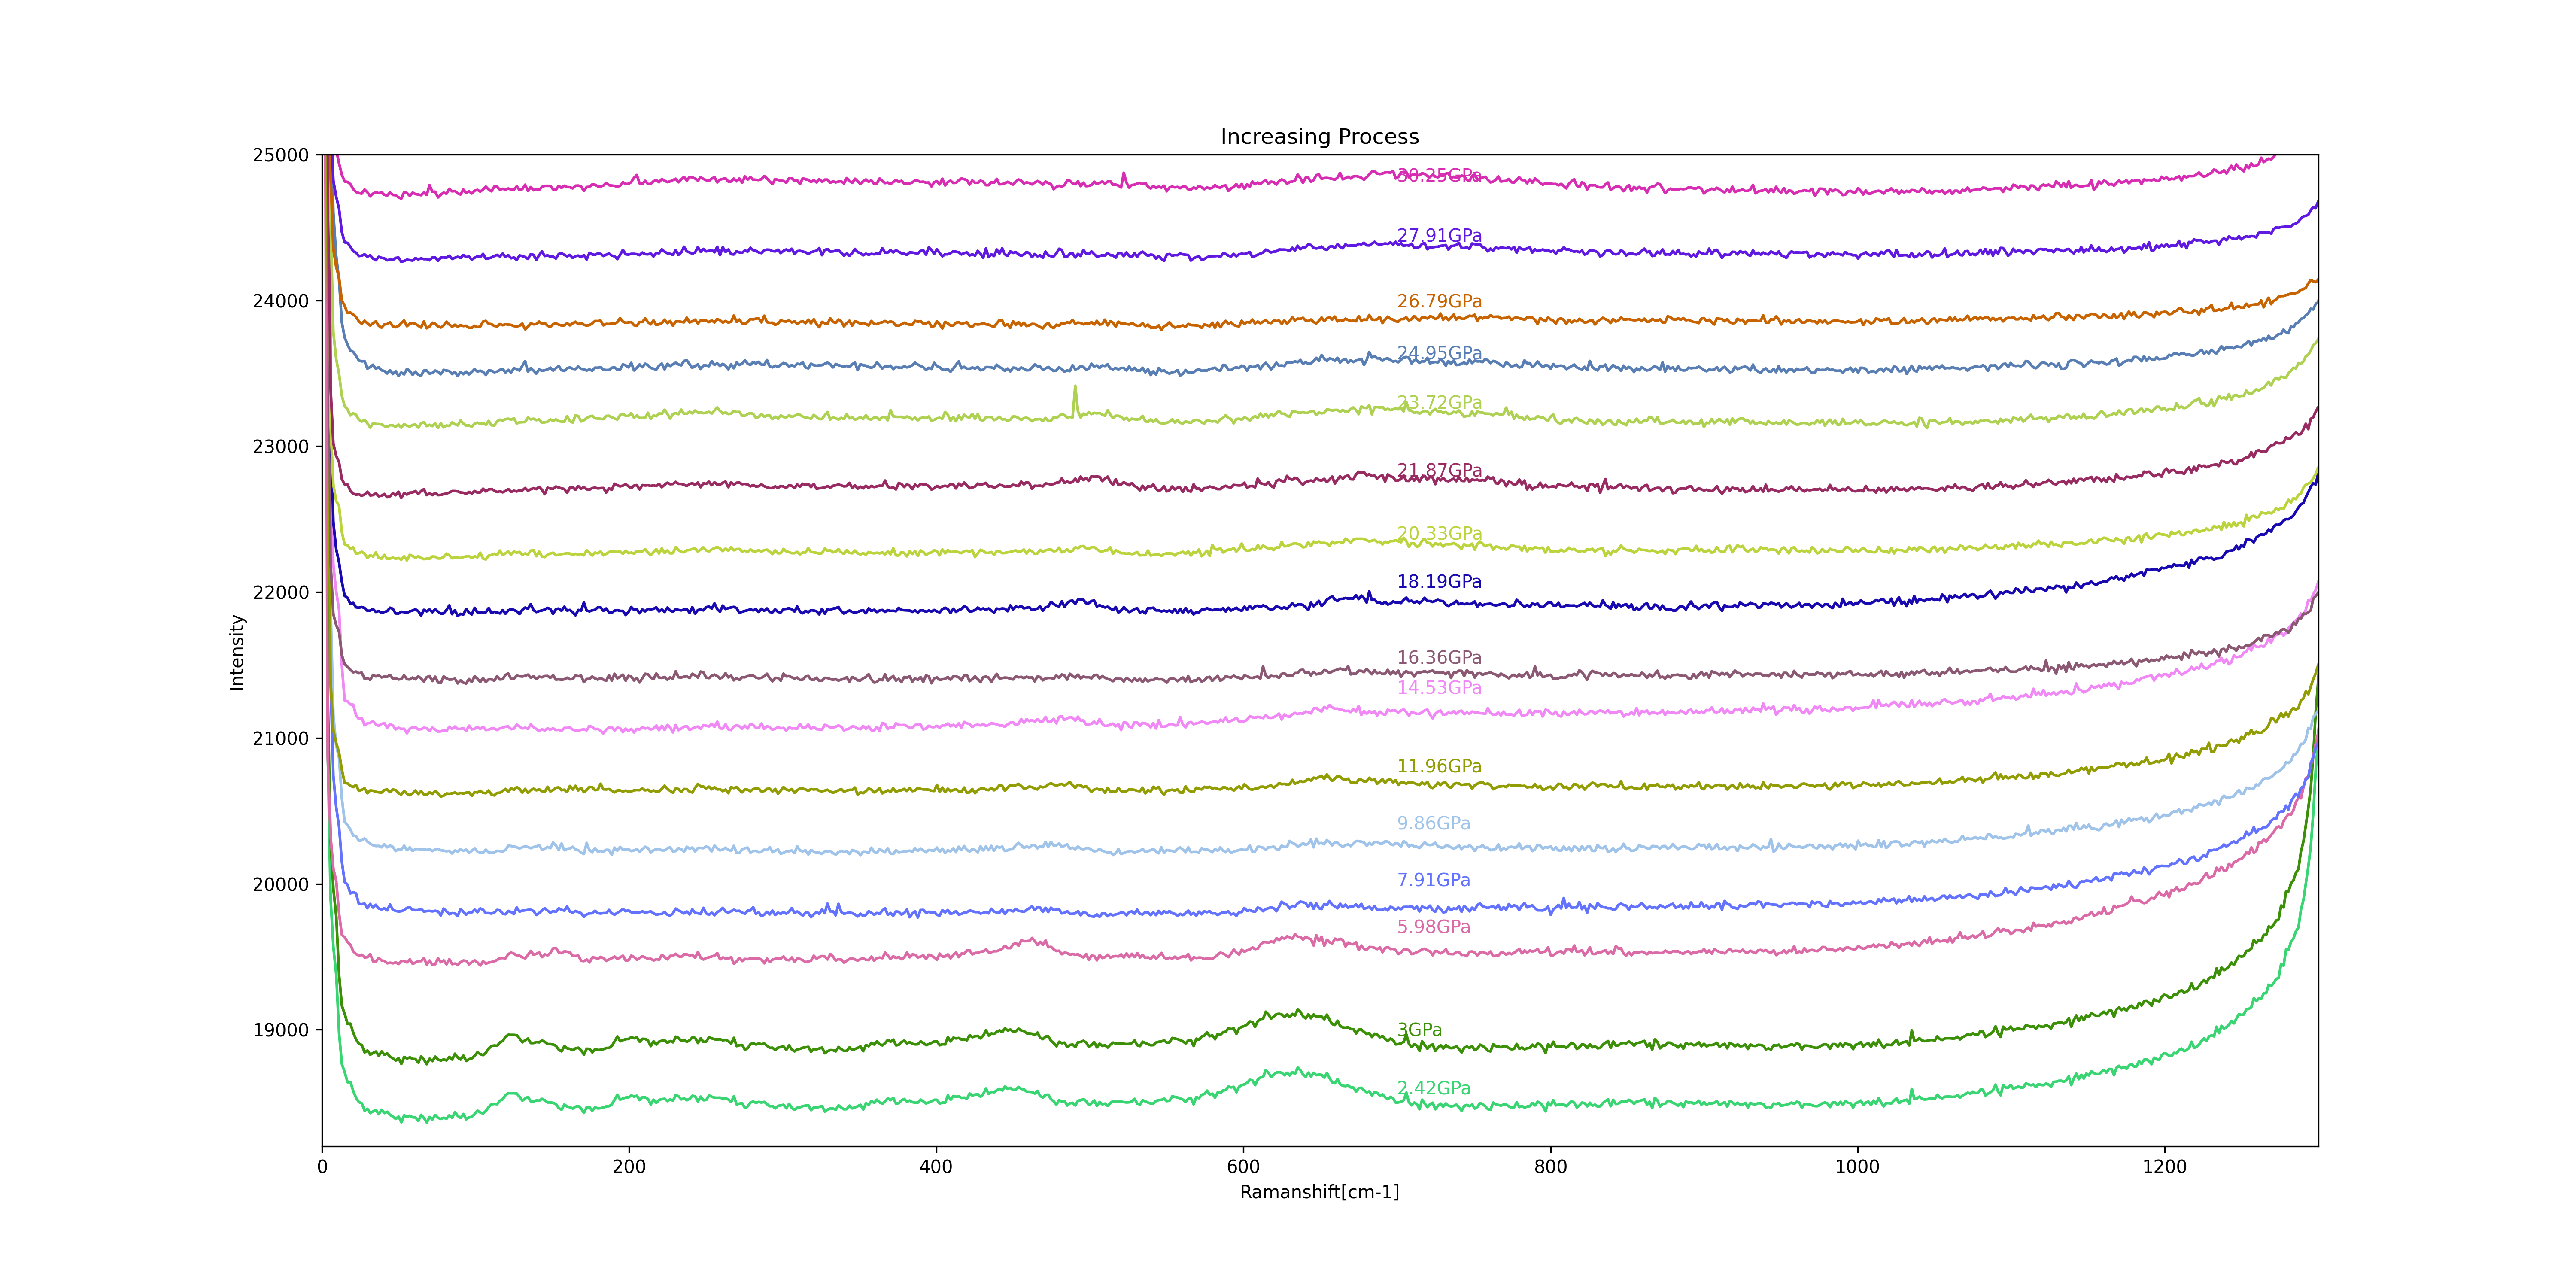 Increasing Process
25000
24000
23000
22000
21000
20000
19000
Intensity
30.25GPa
27.91GPa
26.79GPa
24.95GPa
23.72GPa
21.87GPa
20.33GPa
18.19GPa
16.36GPa
14.53GPa
11.96GPa
9.86GPa
7.91GPa
5.98GPa
3GPa
2.42GPa
0 200 400 600 800 1000 1200
Ramanshift[cm-1]